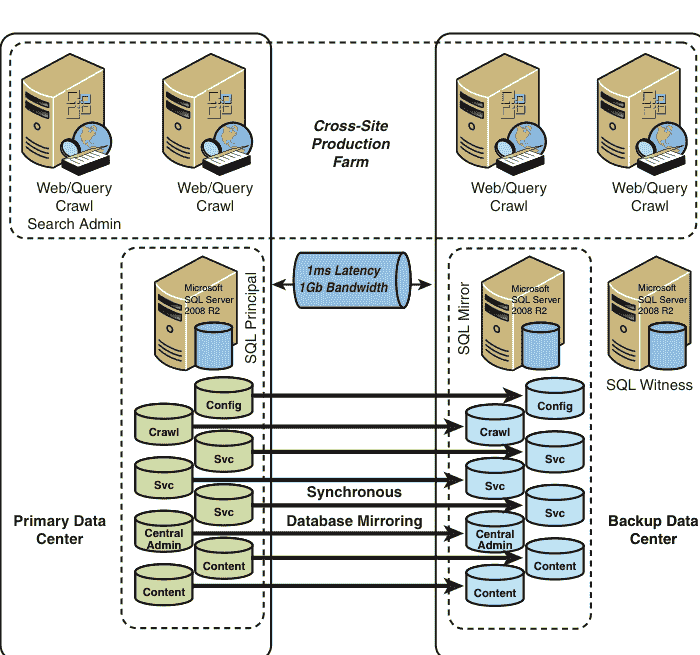 Cross-Site
Production
Farm
Web/Query
Crawl
Search Admin
Web/Query
Crawl
Web/Query
Crawl
Web/Query
Crawl
Microsoft
SQL Server
2008 R2
SQL Principal
1ms Latency
1Gb Bandwidth
SQL Mirror
Microsoft
SQL Server
2008 R2
Microsoft
SQL Server
2008 R2
SQL Witness
Config
Crawl
Svc
Svc
Svc
Central
Admin
Content
Content
Synchronous
Database Mirroring
Config
Crawl
Svc
Svc
Svc
Central
Admin
Content
Content
Primary Data
Center
Backup Data
Center